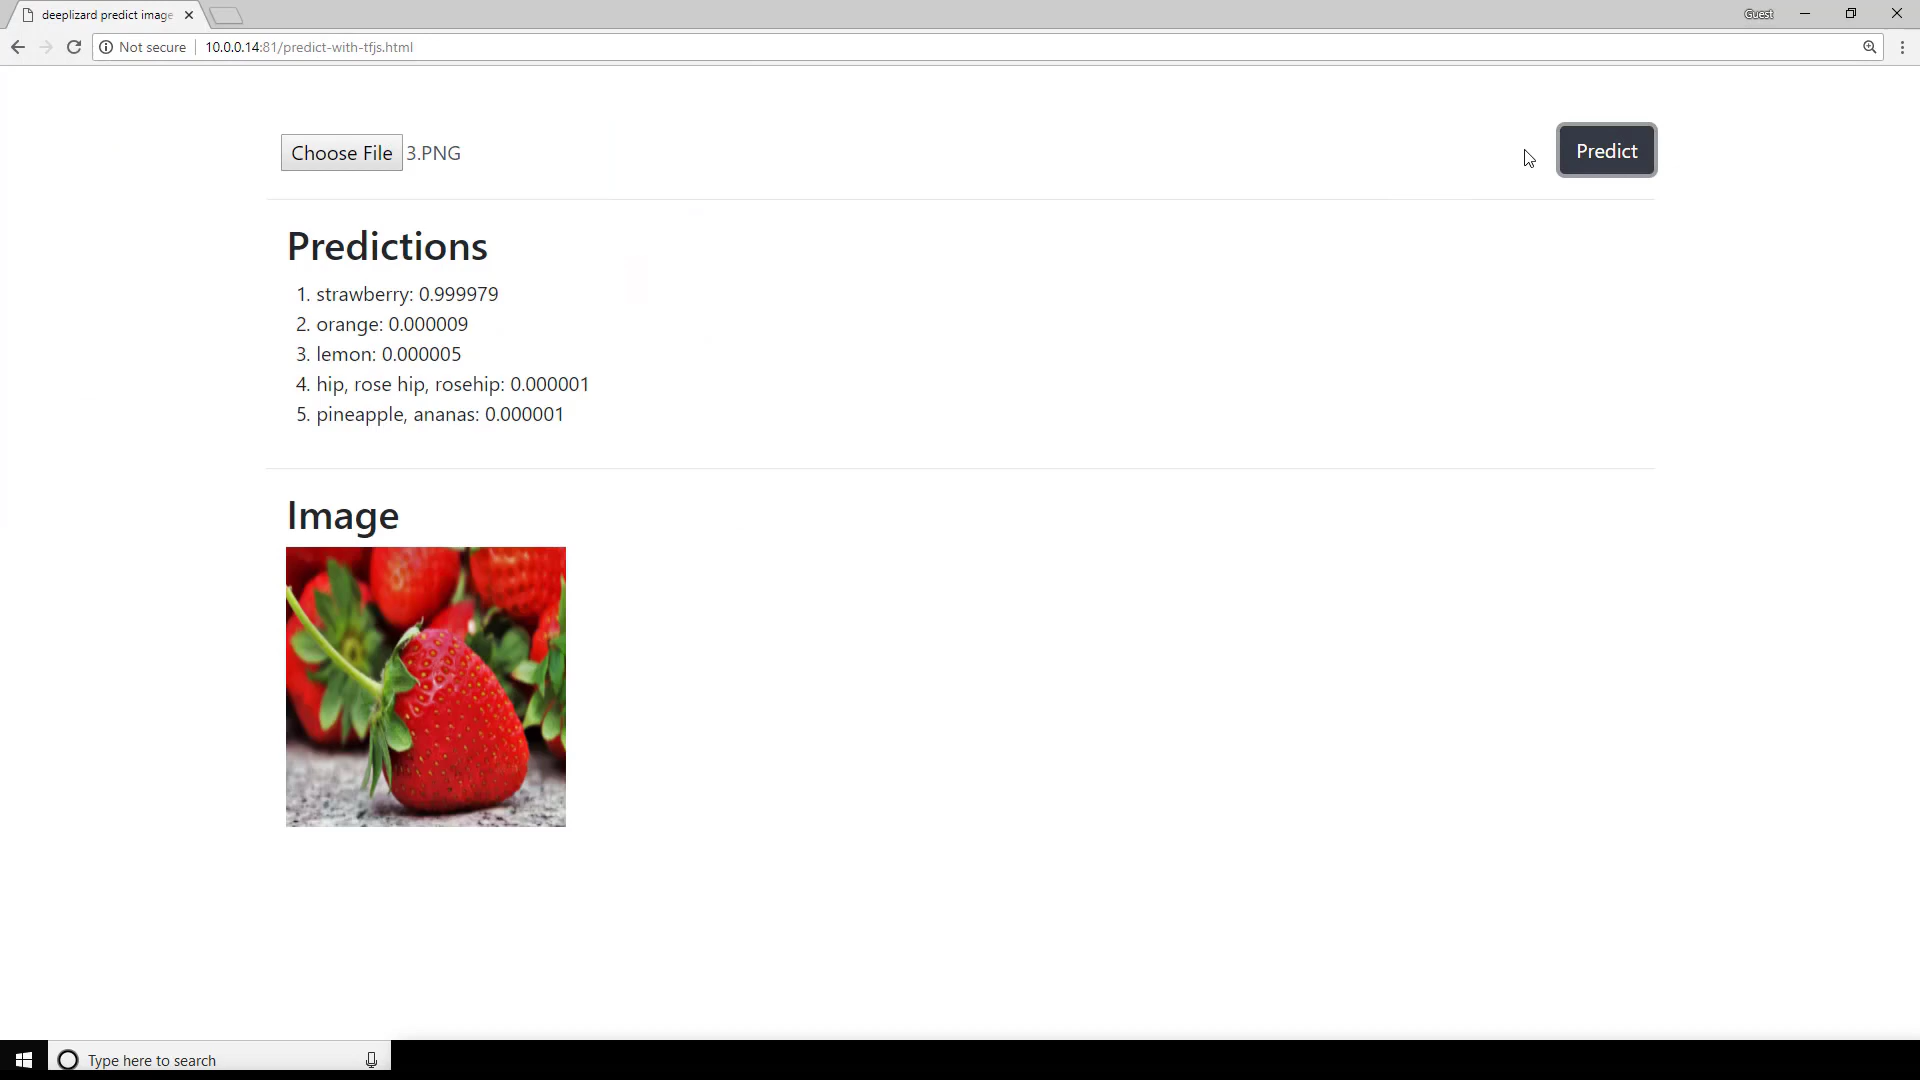 deeplizard predict image
Guest
Not secure
10.0.0.14:81/predict-with-tfjs.html
Choose File 3.PNG
Predict
Predictions
1. strawberry: 0.999979
2. orange: 0.000009
3. lemon: 0.000005
4. hip, rose hip, rosehip: 0.000001
5. pineapple, ananas: 0.000001
Image
Type here to search